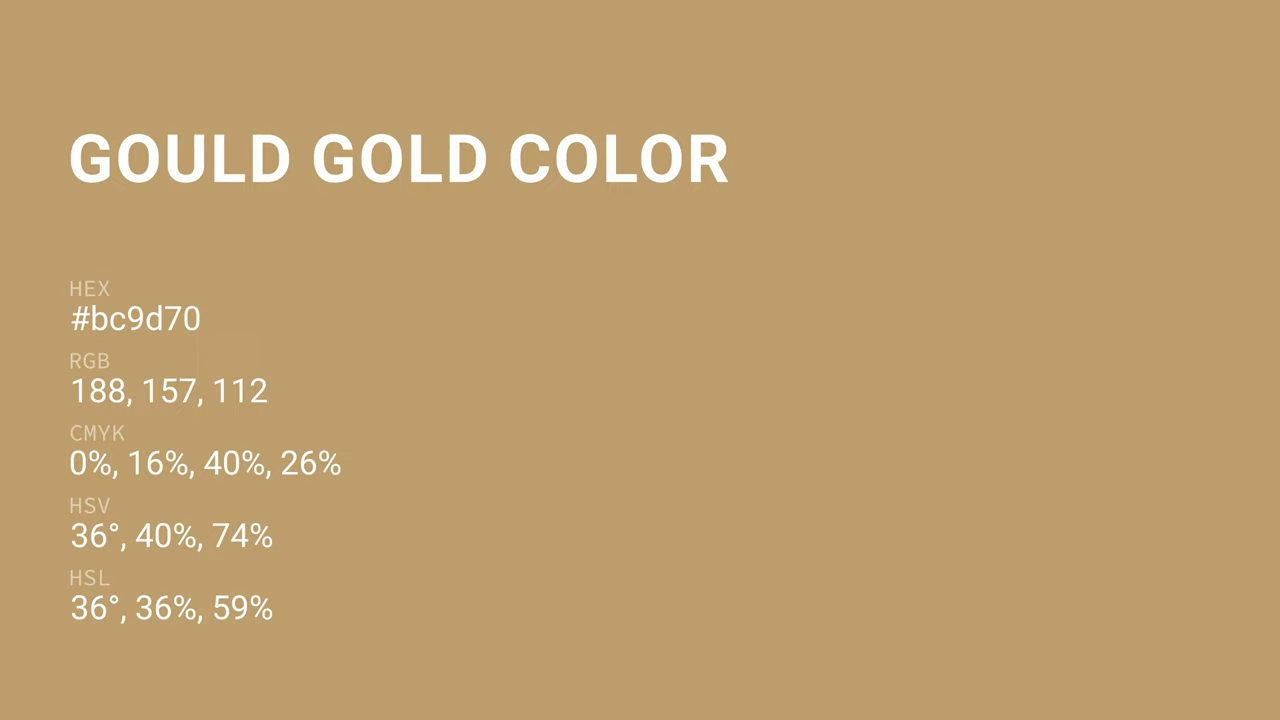 GOULD GOLD COLOR
HEX
#bc9d70
RGB
188, 157, 112
CMYK
0%, 16%, 40%, 26%
HSV
36°, 40%, 74%
HSL
36°, 36%, 59%